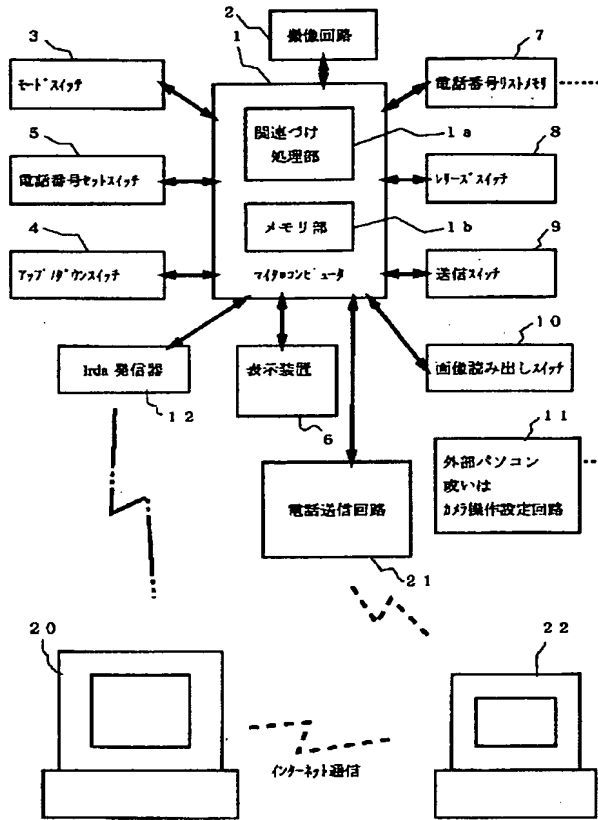 2
撮像回路
3
モードスイッチ
1
7
電話番号リストメモリ
関連づけ
処理部
1a
5
電話番号セットスイッチ
8
レリーズスイッチ
メモリ部
1b
4
アップ/ダウンスイッチ
9
送信スイッチ
マイクロコンピュータ
Irda 発信器
12
表示装置
6
10
画像読み出しスイッチ
11
外部パソコン
或いは
カメラ操作設定回路
電話送信回路
21
20
22
インターネット通信